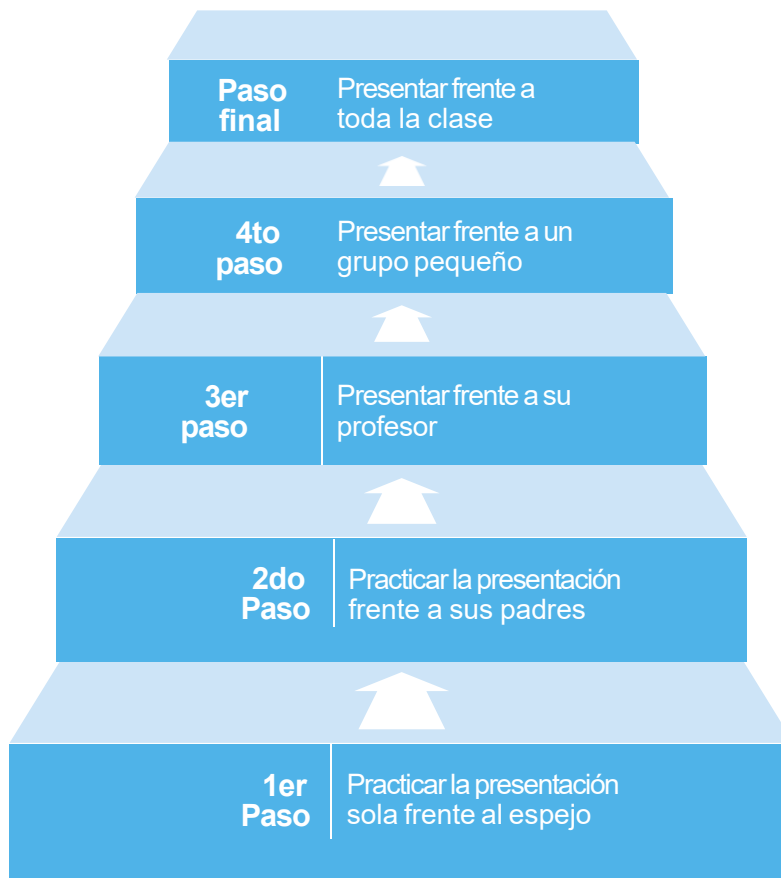 Paso
final
Presentar frente a
toda la clase
4to
paso
Presentar frente a un
grupo pequeño
3er
paso
Presentar frente a su
profesor
2do
Paso
Practicar la presentación
frente a sus padres
1er
Paso
Practicar la presentación
sola frente al espejo